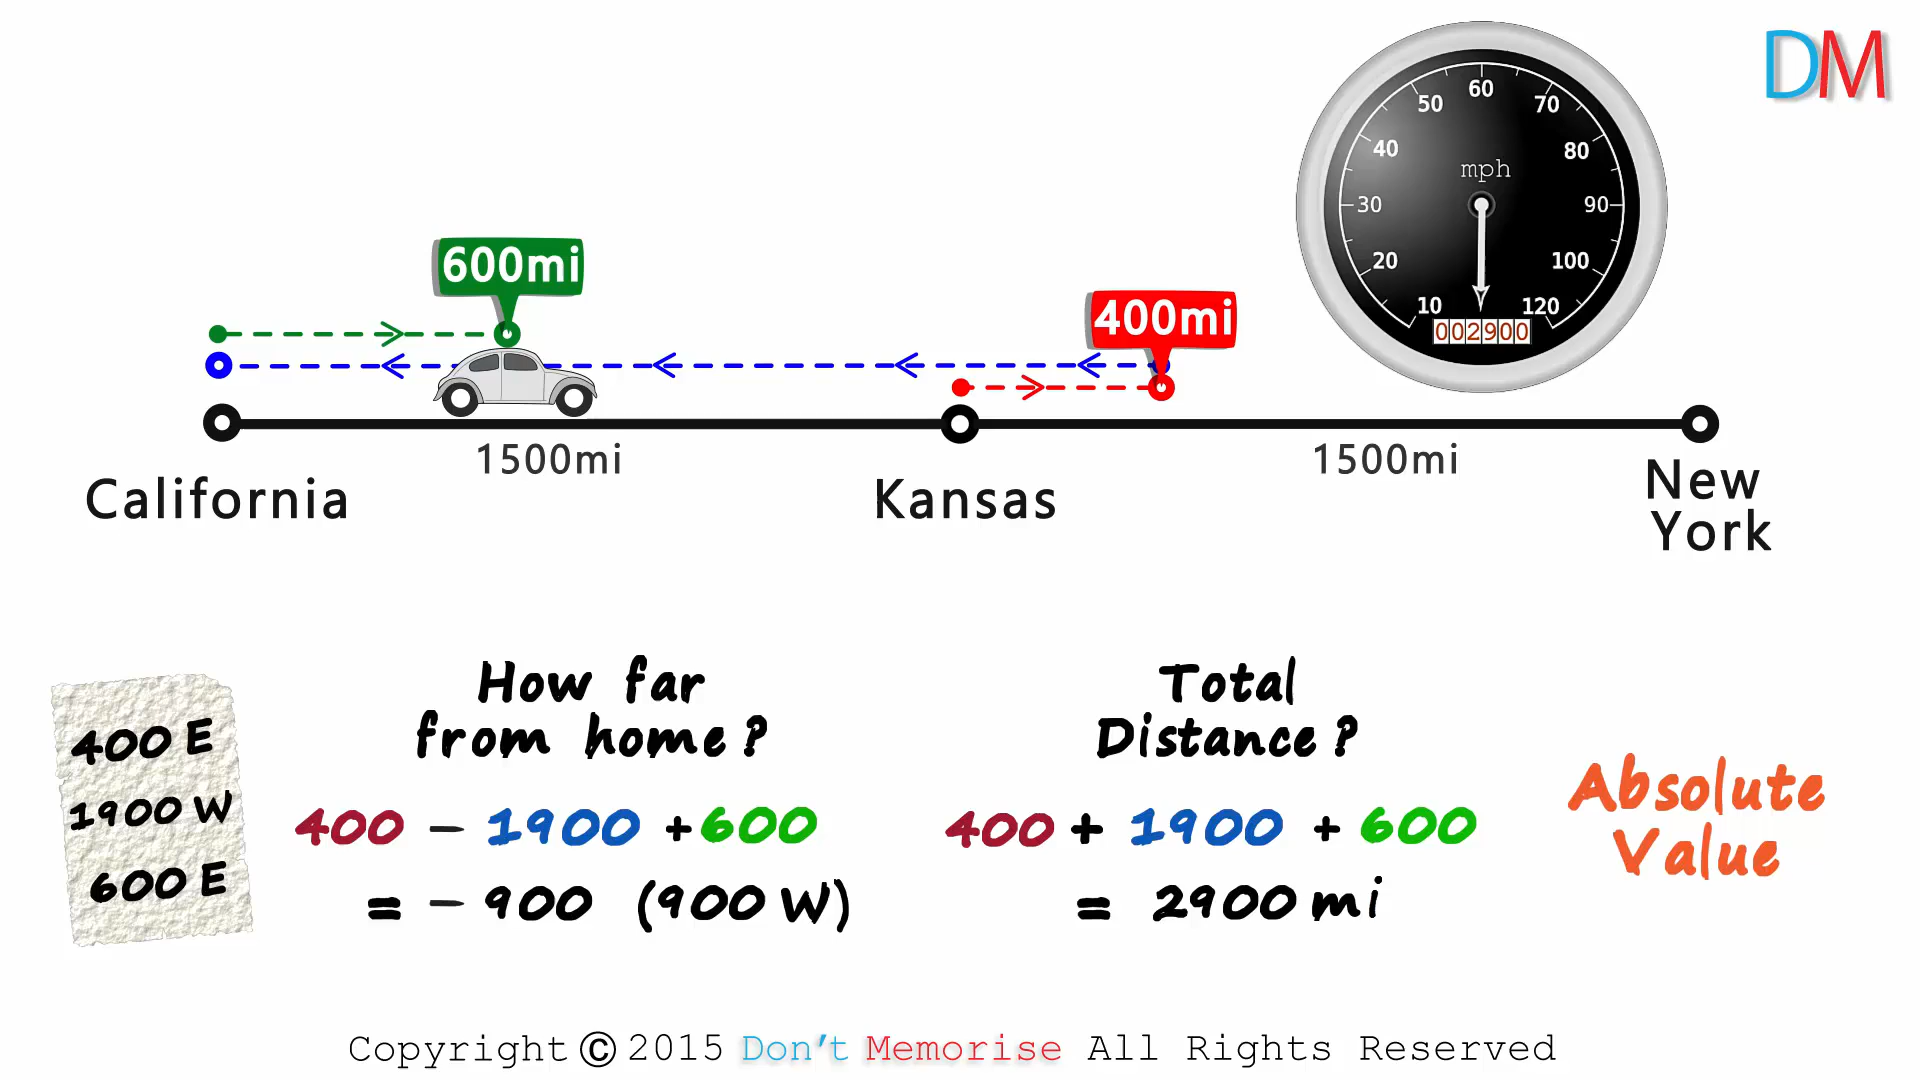 DM
60
50 70
40 80
mph
30 90
20 100
10 120
002900
600mi
400mi
1500mi 1500mi
California Kansas New
York
How far
from home?
400 - 1900 + 600
= - 900 (900 W)
Total
Distance?
400 + 1900 + 600
= 2900 mi
400 E
1900 W
600 E
Absolute
Value
Copyright © 2015 Don't Memorise All Rights Reserved